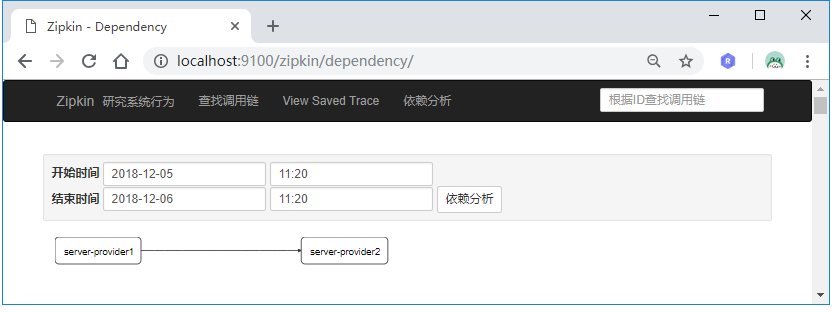 Zipkin - Dependency
localhost:9100/zipkin/dependency/
Zipkin 研究系统行为 查找调用链 View Saved Trace 依赖分析 根据ID查找调用链
开始时间 2018-12-05 11:20
结束时间 2018-12-06 11:20 依赖分析
server-provider1 server-provider2